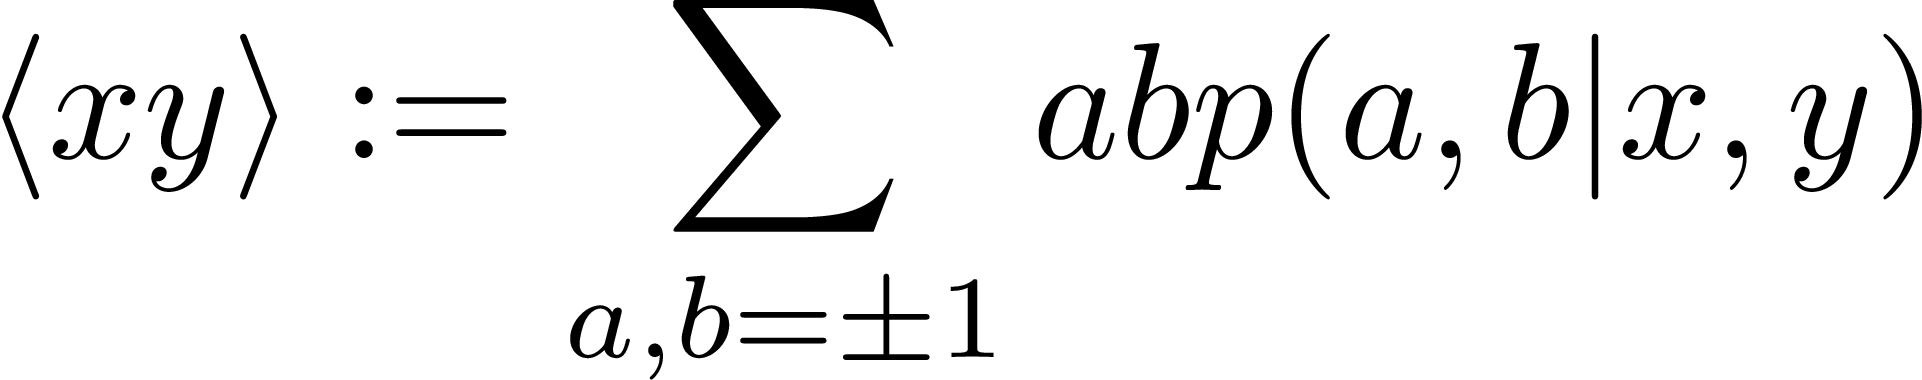 ⟨xy⟩ := ∑ abp(a, b|x, y)
a,b=±1